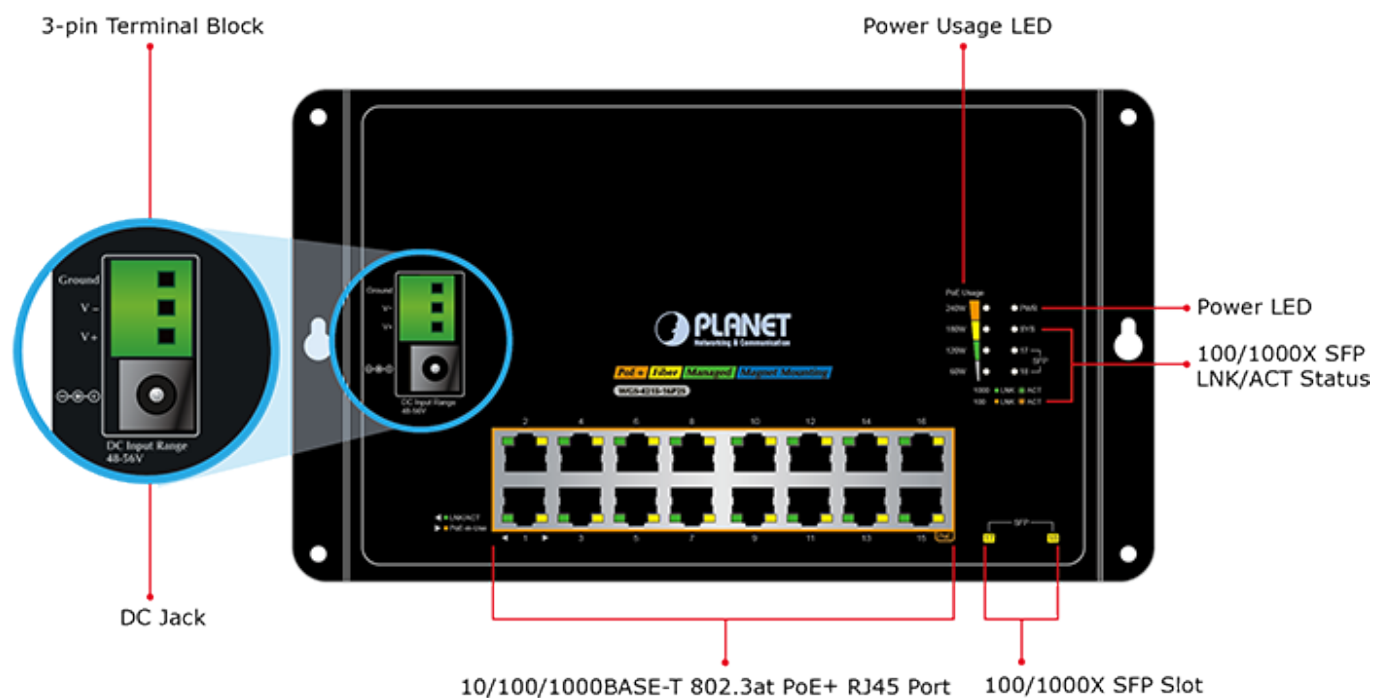 3-pin Terminal Block
Power Usage LED
Ground
V -
V +
DC Input Range
48-56V
DC Jack
Ground
V-
V+
DC Input Range
48-56V
PLANET
Networking & Communication
PoE + Fiber Managed Magnet Mounting
WGS-4215-16P2S
PoE Usage
240W PWR
180W SYS
120W 17
SFP
60W 18
1000 LNK ACT
100 LNK ACT
Power LED
100/1000X SFP
LNK/ACT Status
2 4 6 8 10 12 14 16
LNK/ACT
PoE-in-Use
1 3 5 7 9 11 13 15
SFP
17 18
10/100/1000BASE-T 802.3at PoE+ RJ45 Port
100/1000X SFP Slot